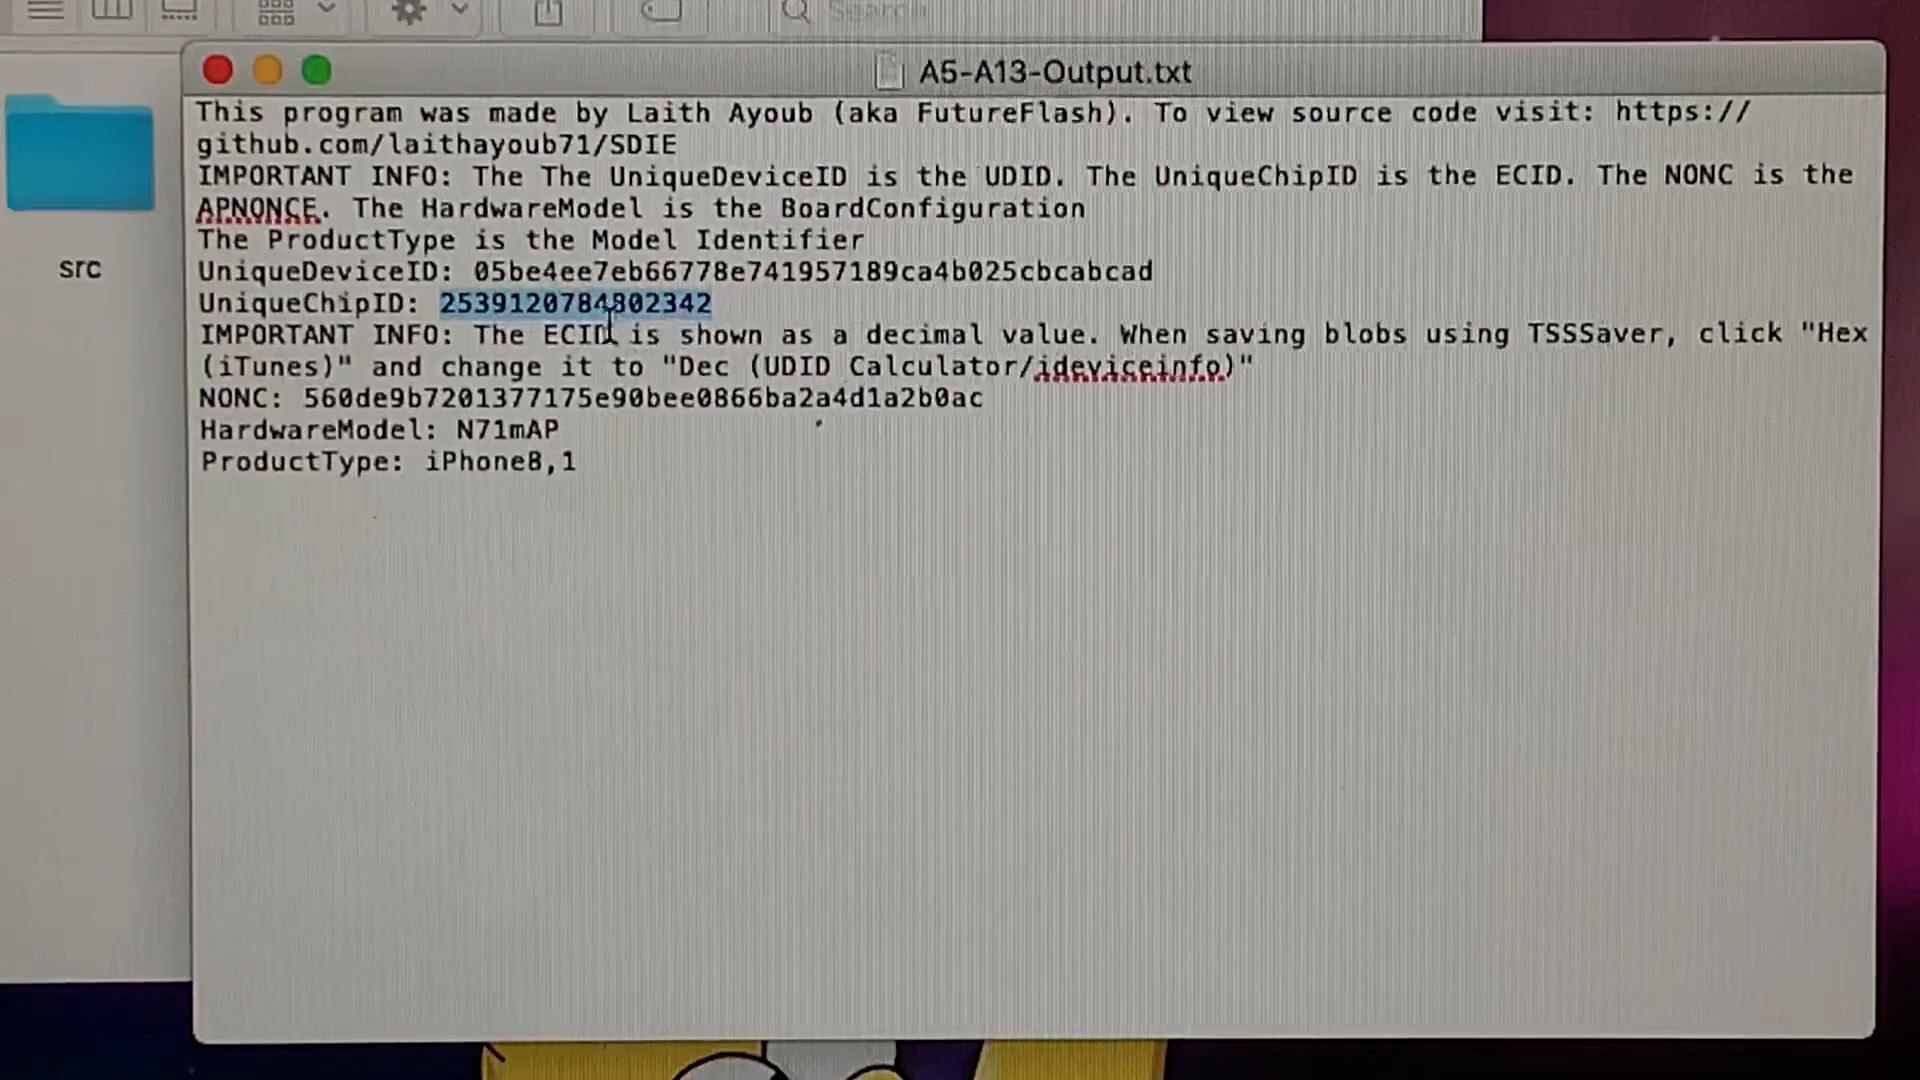 Search
A5-A13-Output.txt
This program was made by Laith Ayoub (aka FutureFlash). To view source code visit: https://
github.com/laithayoub71/SDIE
IMPORTANT INFO: The The UniqueDeviceID is the UDID. The UniqueChipID is the ECID. The NONC is the
APNONCE. The HardwareModel is the BoardConfiguration
The ProductType is the Model Identifier
src
UniqueDeviceID: 05be4ee7eb66778e741957189ca4b025cbcabcad
UniqueChipID: 2539120784802342
IMPORTANT INFO: The ECID is shown as a decimal value. When saving blobs using TSSSaver, click "Hex
(iTunes)" and change it to "Dec (UDID Calculator/ideviceinfo)"
NONC: 560de9b7201377175e90bee0866ba2a4d1a2b0ac
HardwareModel: N71mAP
ProductType: iPhone8,1